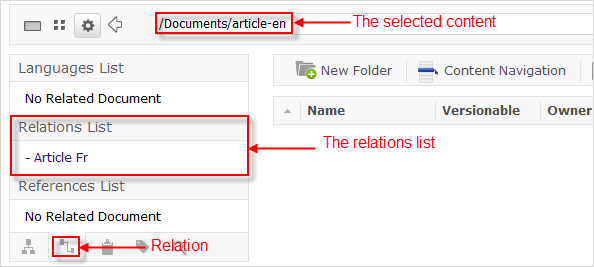 /Documents/article-en
The selected content
Languages List
No Related Document
Relations List
- Article Fr
References List
No Related Document
Relation
New Folder
Content Navigation
Name
Versionable
Owner
The relations list